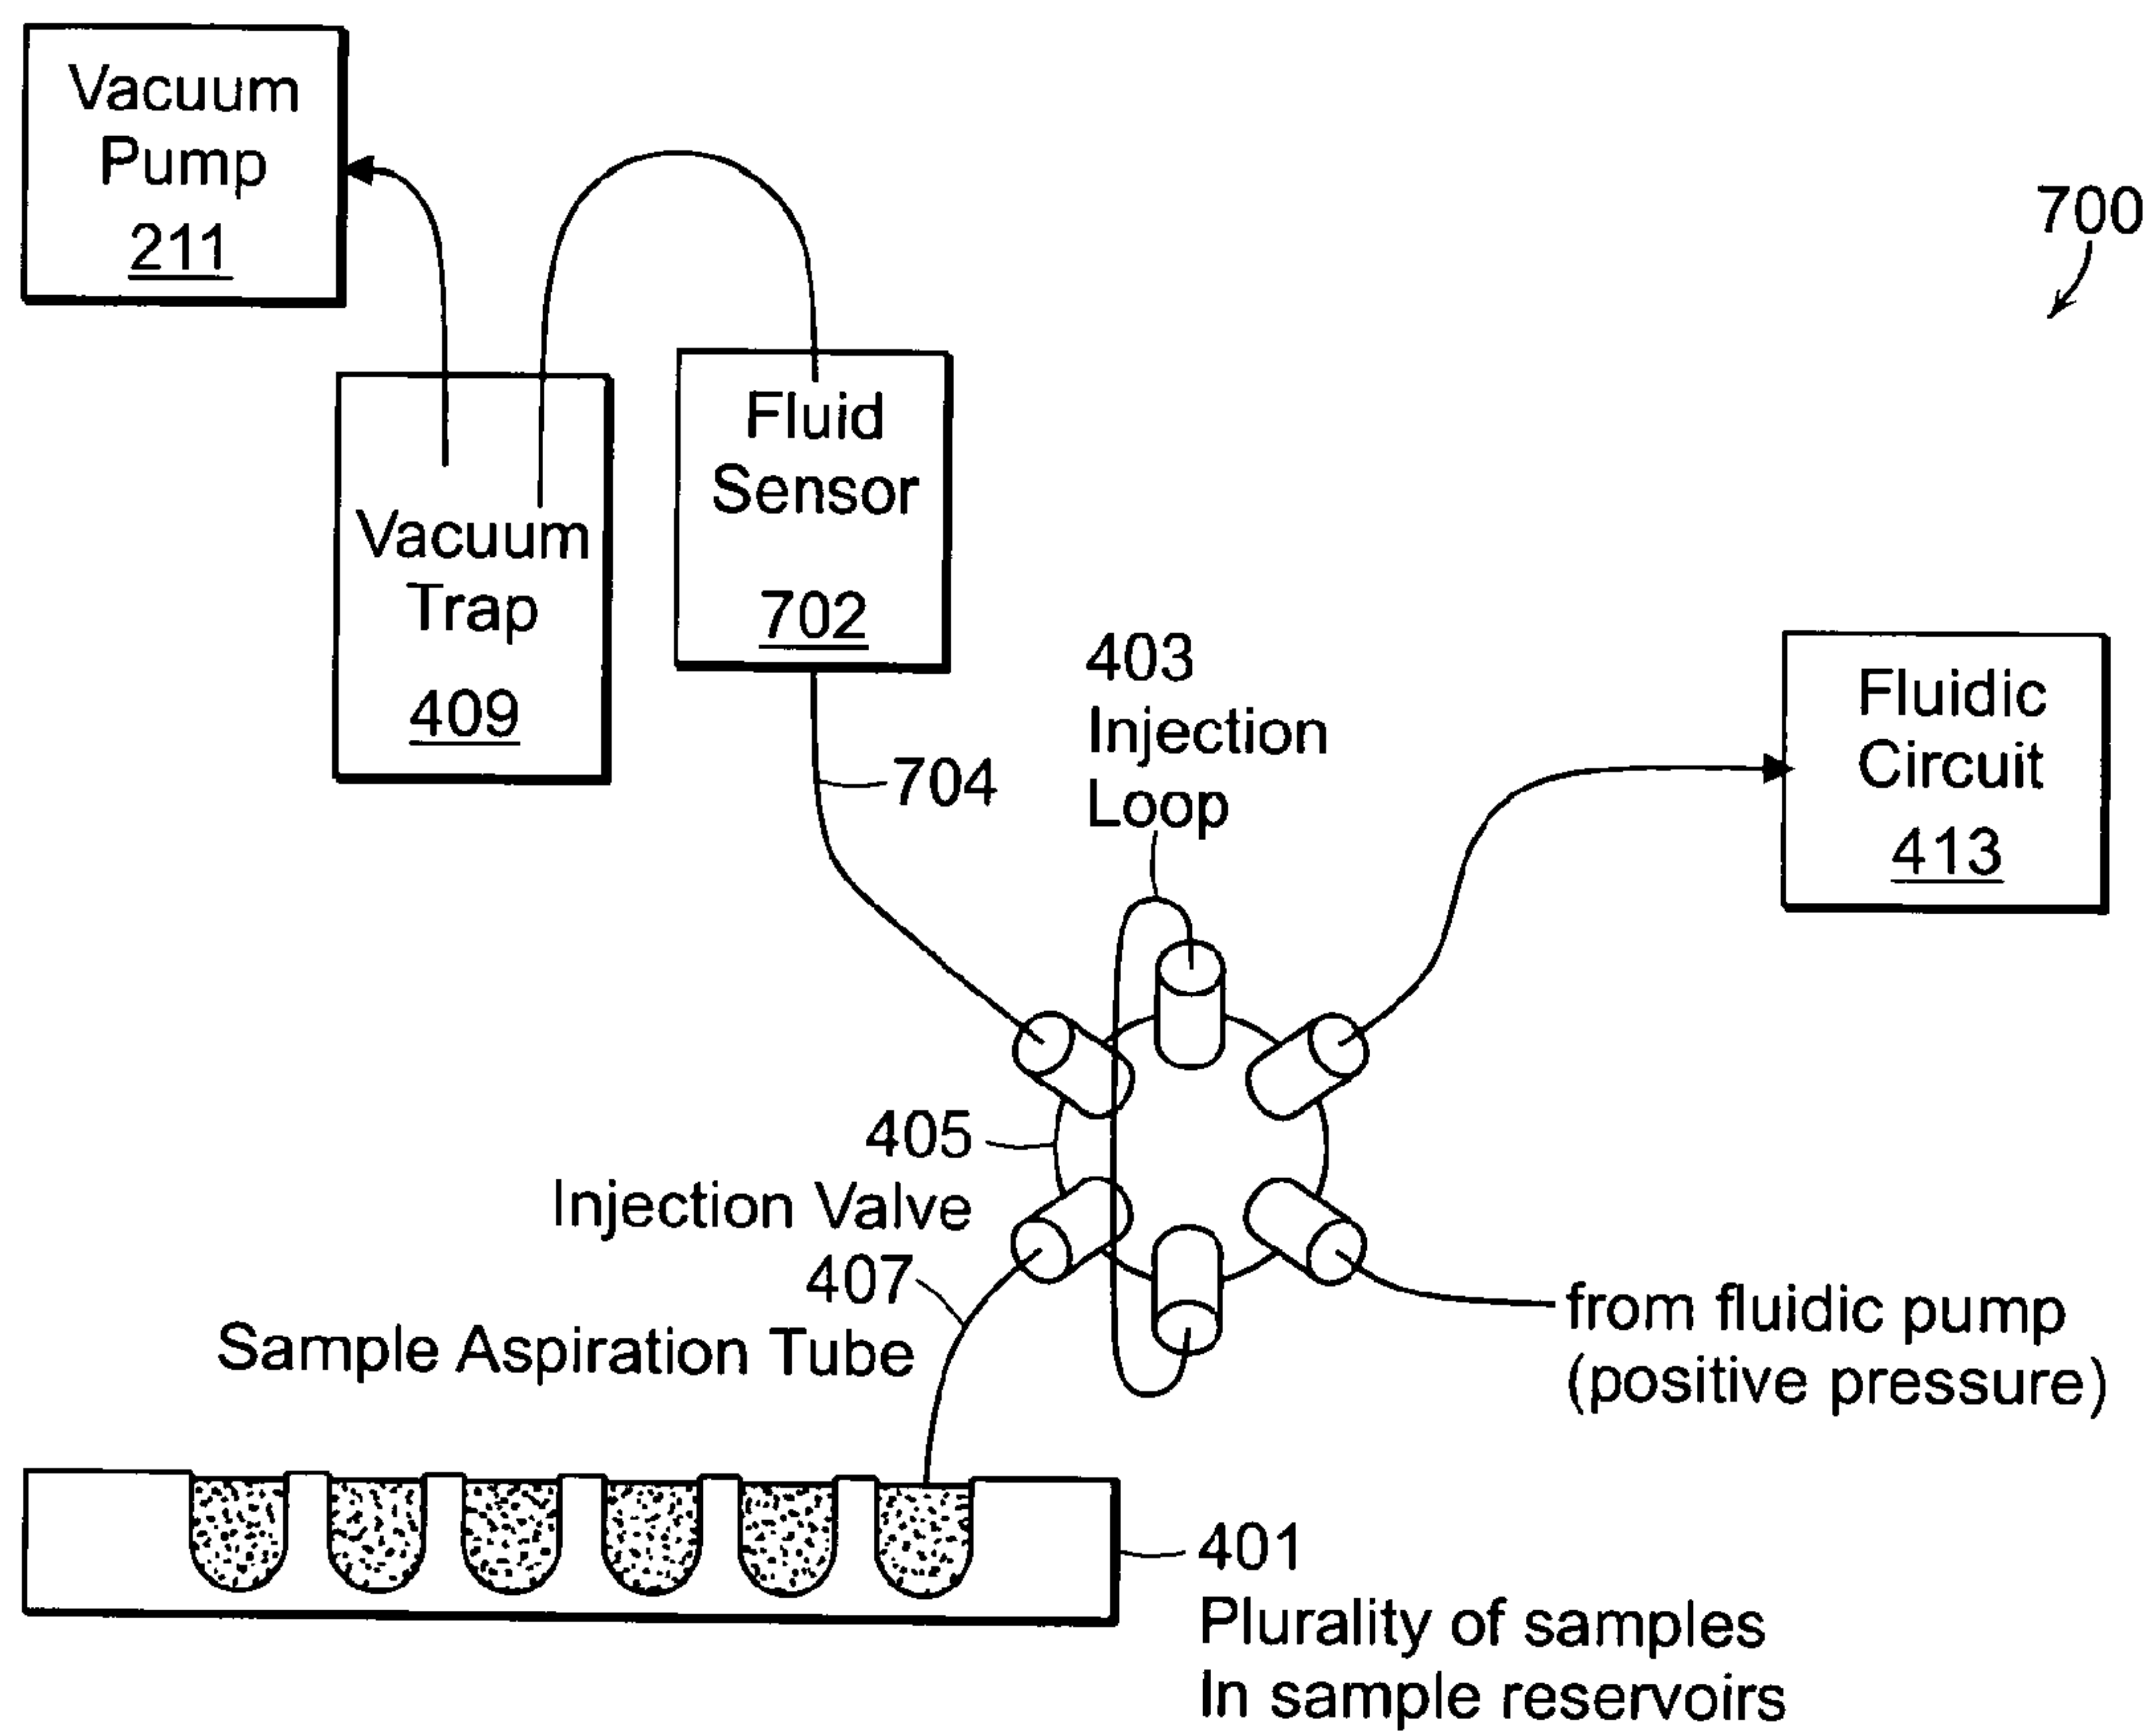 Vacuum
Pump
211
700
Fluid
Sensor
702
Vacuum
Trap
409
403
Injection
Loop
704
Fluidic
Circuit
413
405
Injection Valve
407
Sample Aspiration Tube
from fluidic pump
(positive pressure)
401
Plurality of samples
In sample reservoirs